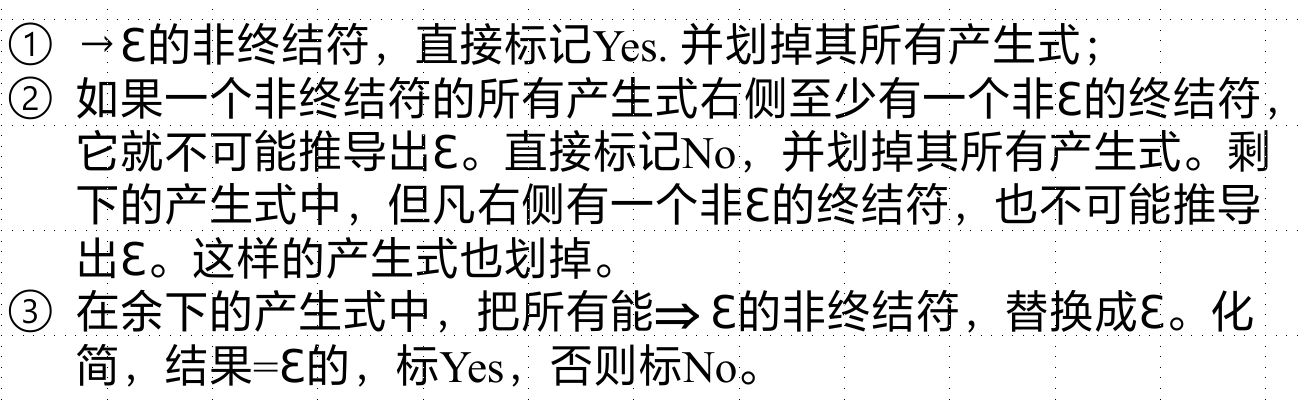 ① →ε的非终结符，直接标记Yes. 并划掉其所有产生式；
② 如果一个非终结符的所有产生式右侧至少有一个非ε的终结符，
它就不可能推导出ε。直接标记No，并划掉其所有产生式。剩
下的产生式中，但凡右侧有一个非ε的终结符，也不可能推导
出ε。这样的产生式也划掉。
③ 在余下的产生式中，把所有能⇒ ε的非终结符，替换成ε。化
简，结果=ε的，标Yes，否则标No。